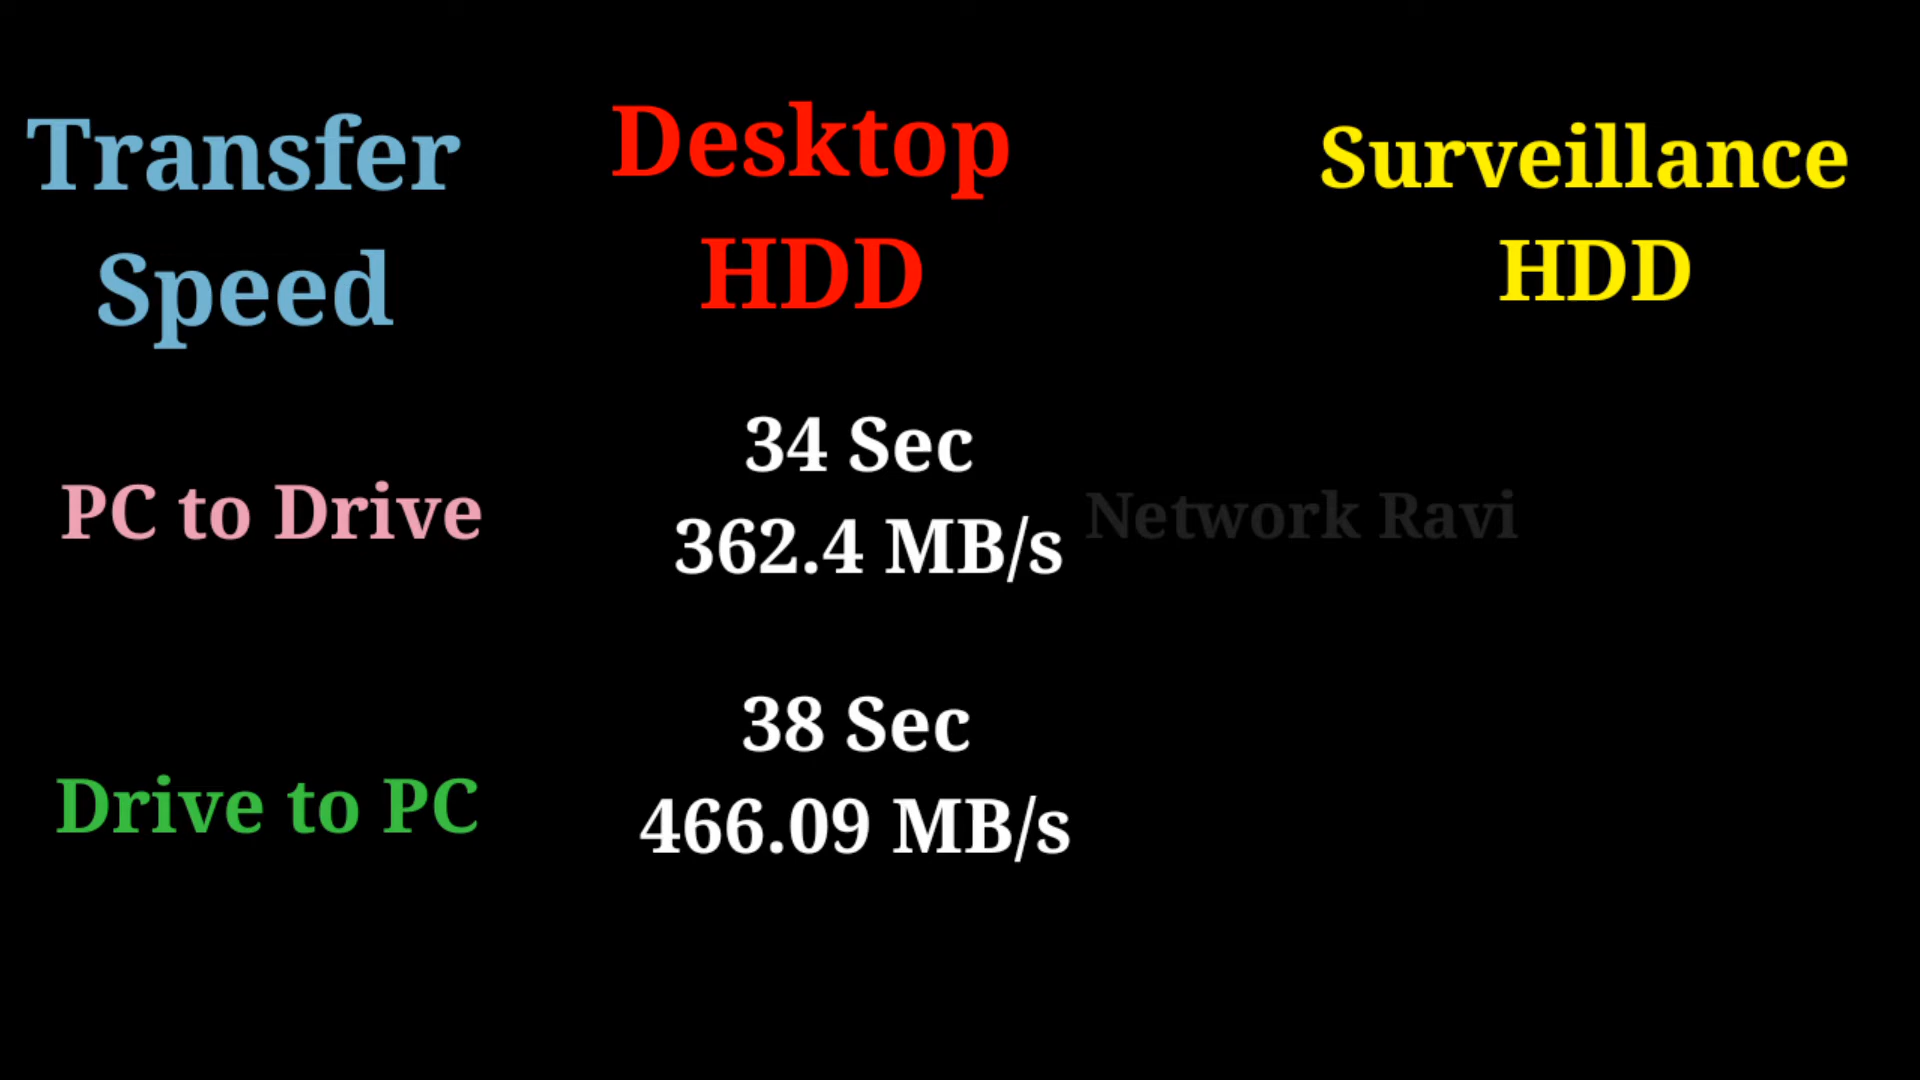 Transfer
Speed
Desktop
HDD
Surveillance
HDD
PC to Drive
34 Sec
362.4 MB/s
Network Ravi
Drive to PC
38 Sec
466.09 MB/s